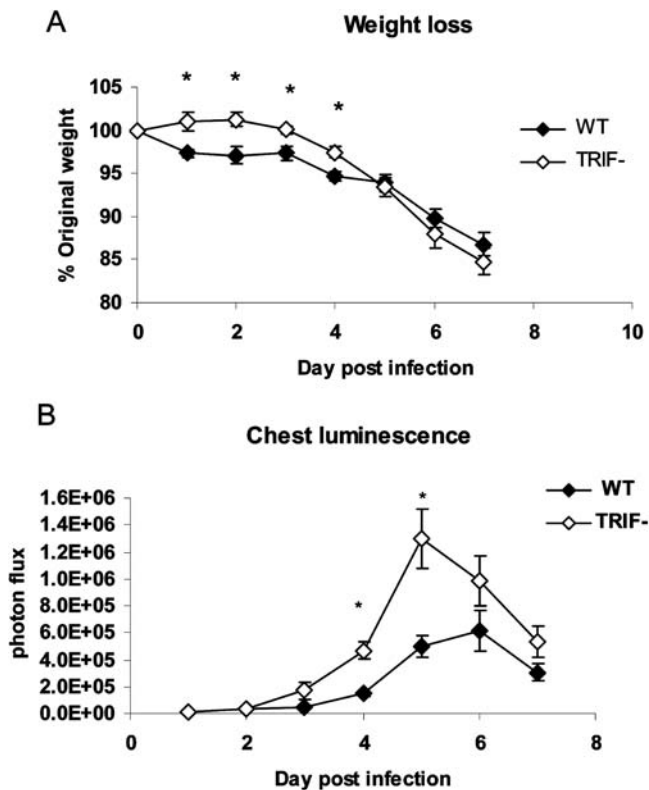 A
Weight loss
* * * *
105
100
95
90
85
80
% Original weight
WT
TRIF-
0 2 4 6 8 10
Day post infection
B
Chest luminescence
1.6E+06
1.4E+06
1.2E+06
1.0E+06
8.0E+05
6.0E+05
4.0E+05
2.0E+05
0.0E+00
photon flux
* *
WT
TRIF-
0 2 4 6 8
Day post infection